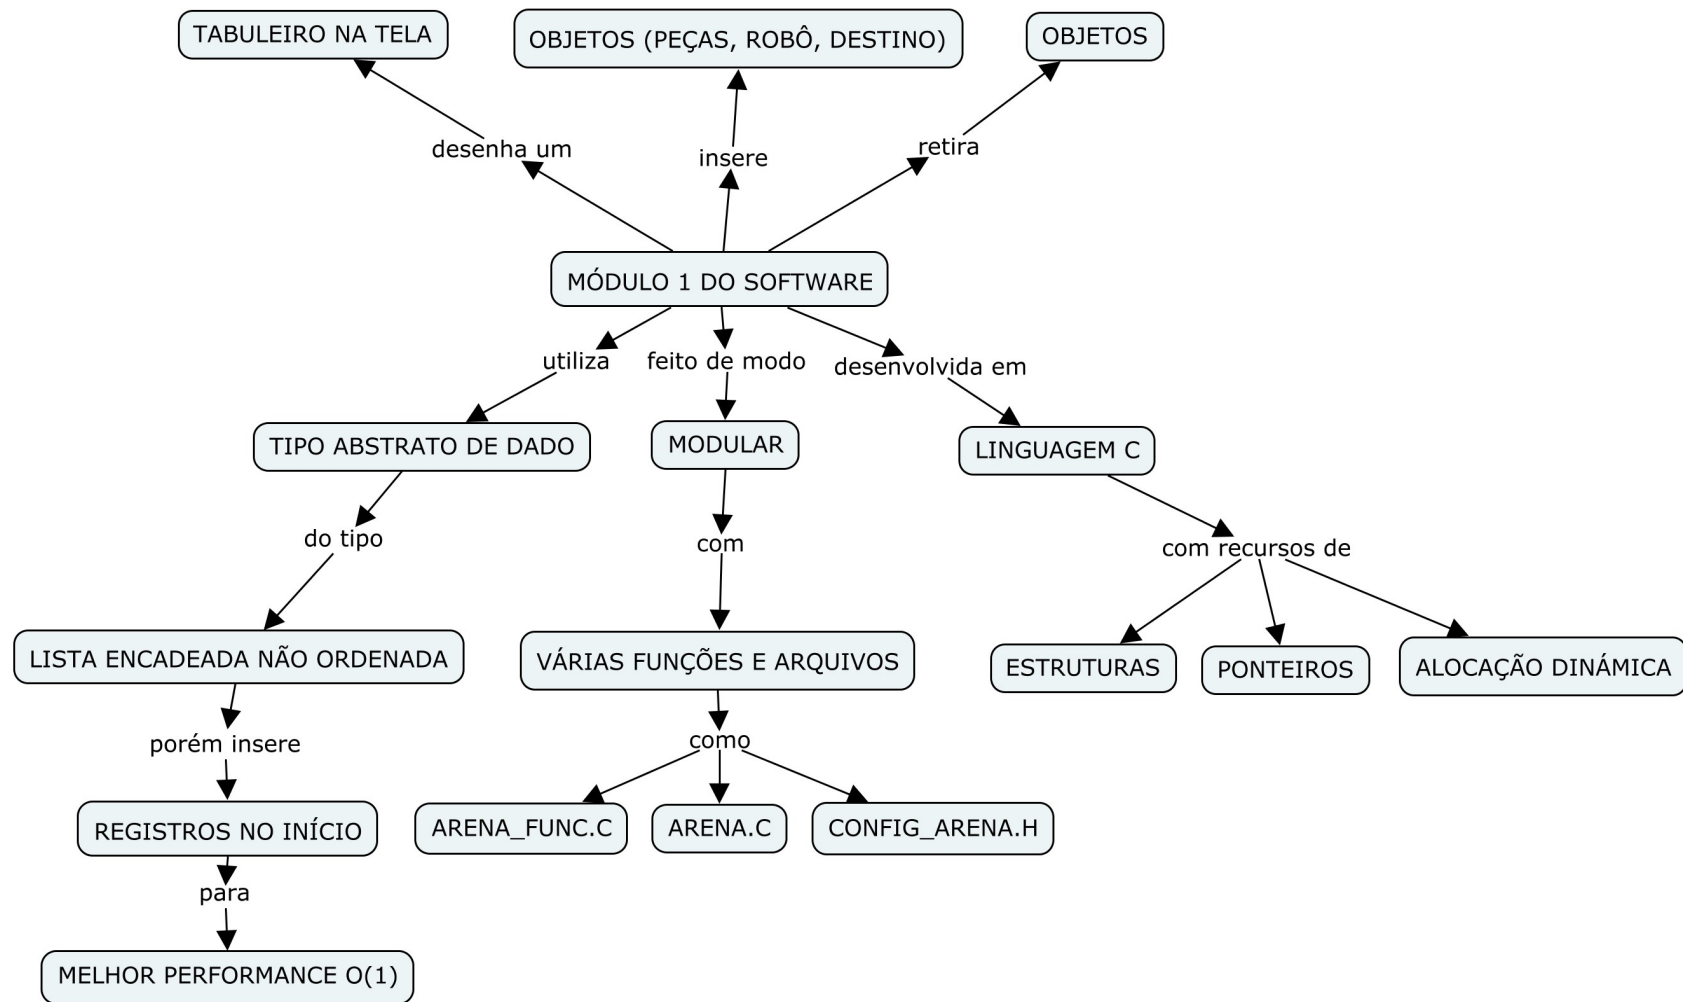 TABULEIRO NA TELA
OBJETOS (PEÇAS, ROBÔ, DESTINO)
OBJETOS
desenha um
insere
retira
MÓDULO 1 DO SOFTWARE
utiliza
feito de modo
desenvolvida em
TIPO ABSTRATO DE DADO
MODULAR
LINGUAGEM C
do tipo
com
com recursos de
LISTA ENCADEADA NÃO ORDENADA
VÁRIAS FUNÇÕES E ARQUIVOS
ESTRUTURAS
PONTEIROS
ALOCAÇÃO DINÁMICA
porém insere
como
REGISTROS NO INÍCIO
ARENA_FUNC.C
ARENA.C
CONFIG_ARENA.H
para
MELHOR PERFORMANCE O(1)